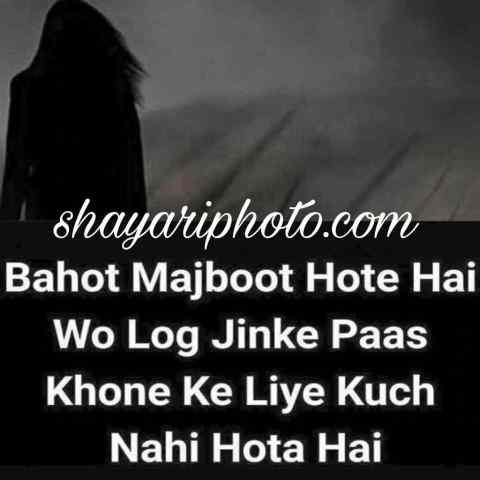 shayariphoto.com
Bahot Majboot Hote Hai
Wo Log Jinke Paas
Khone Ke Liye Kuch
Nahi Hota Hai